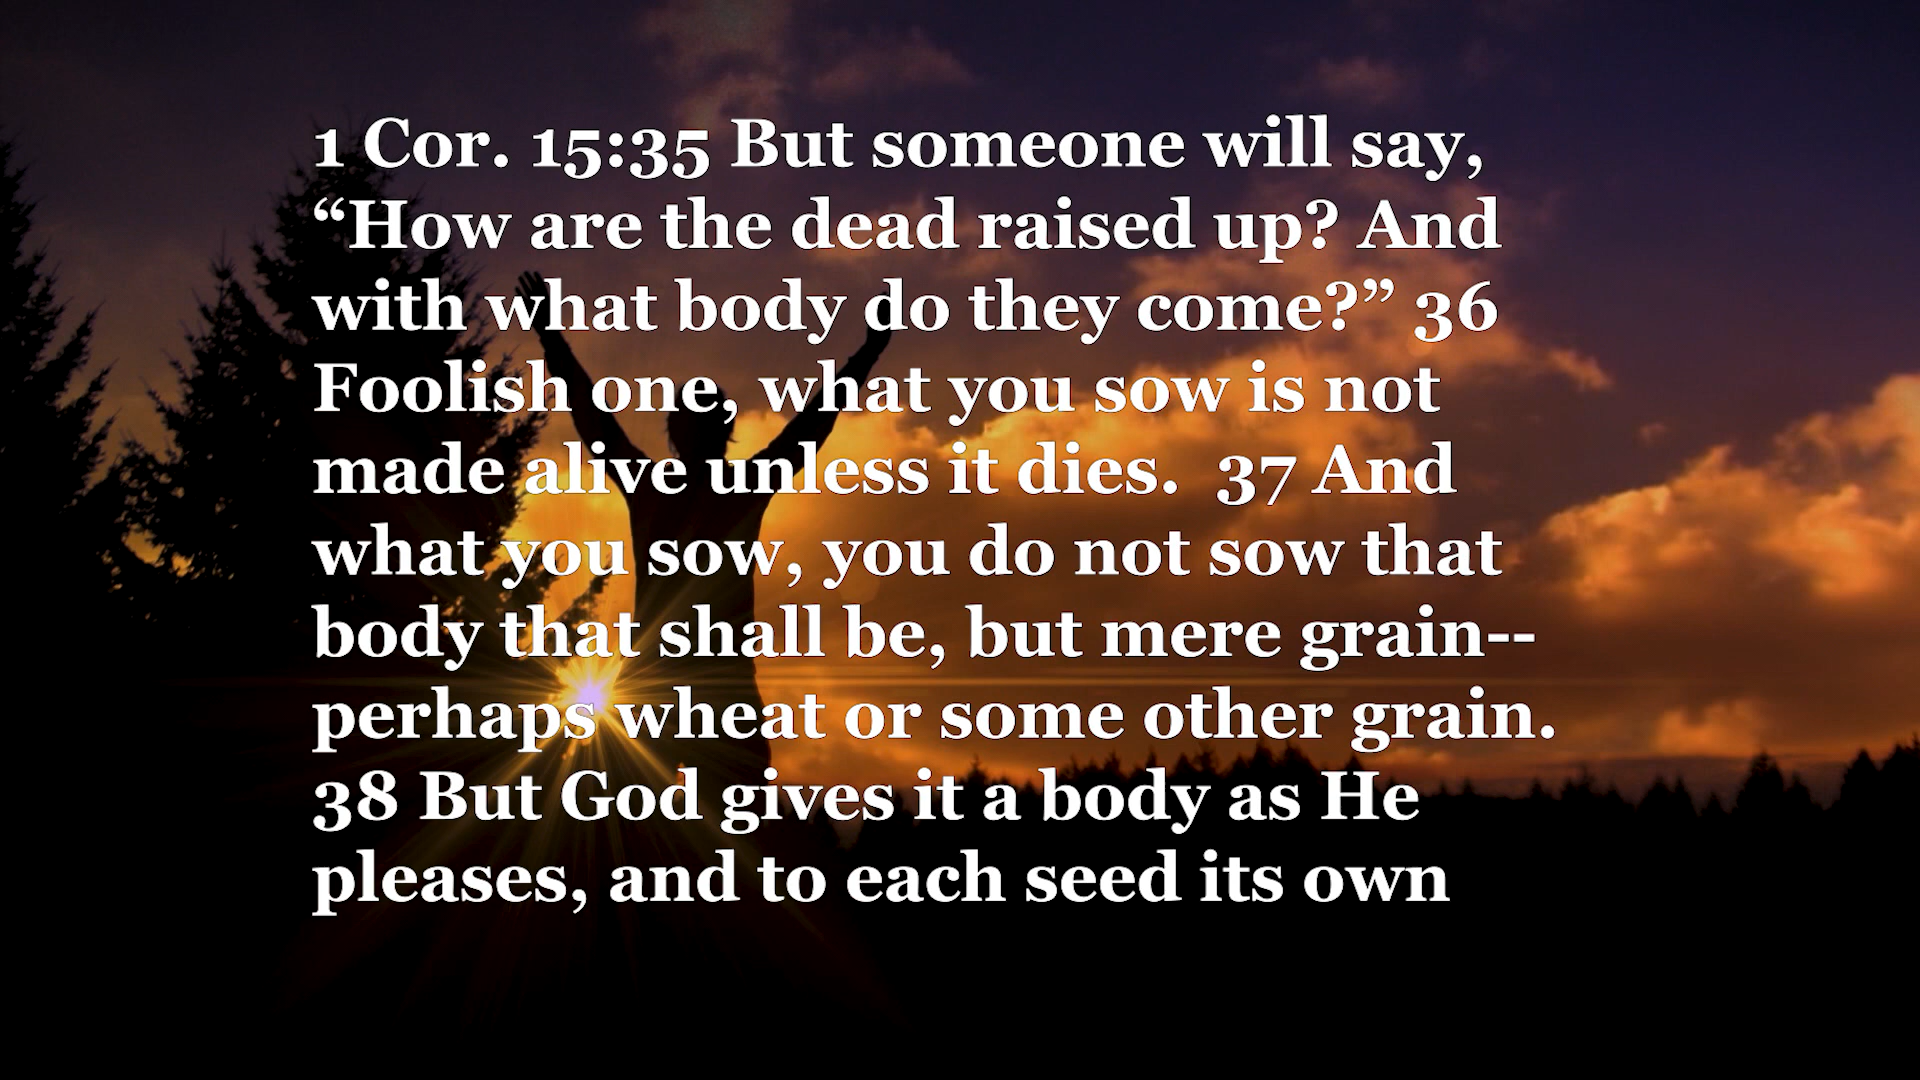 1 Cor. 15:35 But someone will say,
“How are the dead raised up? And
with what body do they come?” 36
Foolish one, what you sow is not
made alive unless it dies.  37 And
what you sow, you do not sow that
body that shall be, but mere grain--
perhaps wheat or some other grain.
38 But God gives it a body as He
pleases, and to each seed its own